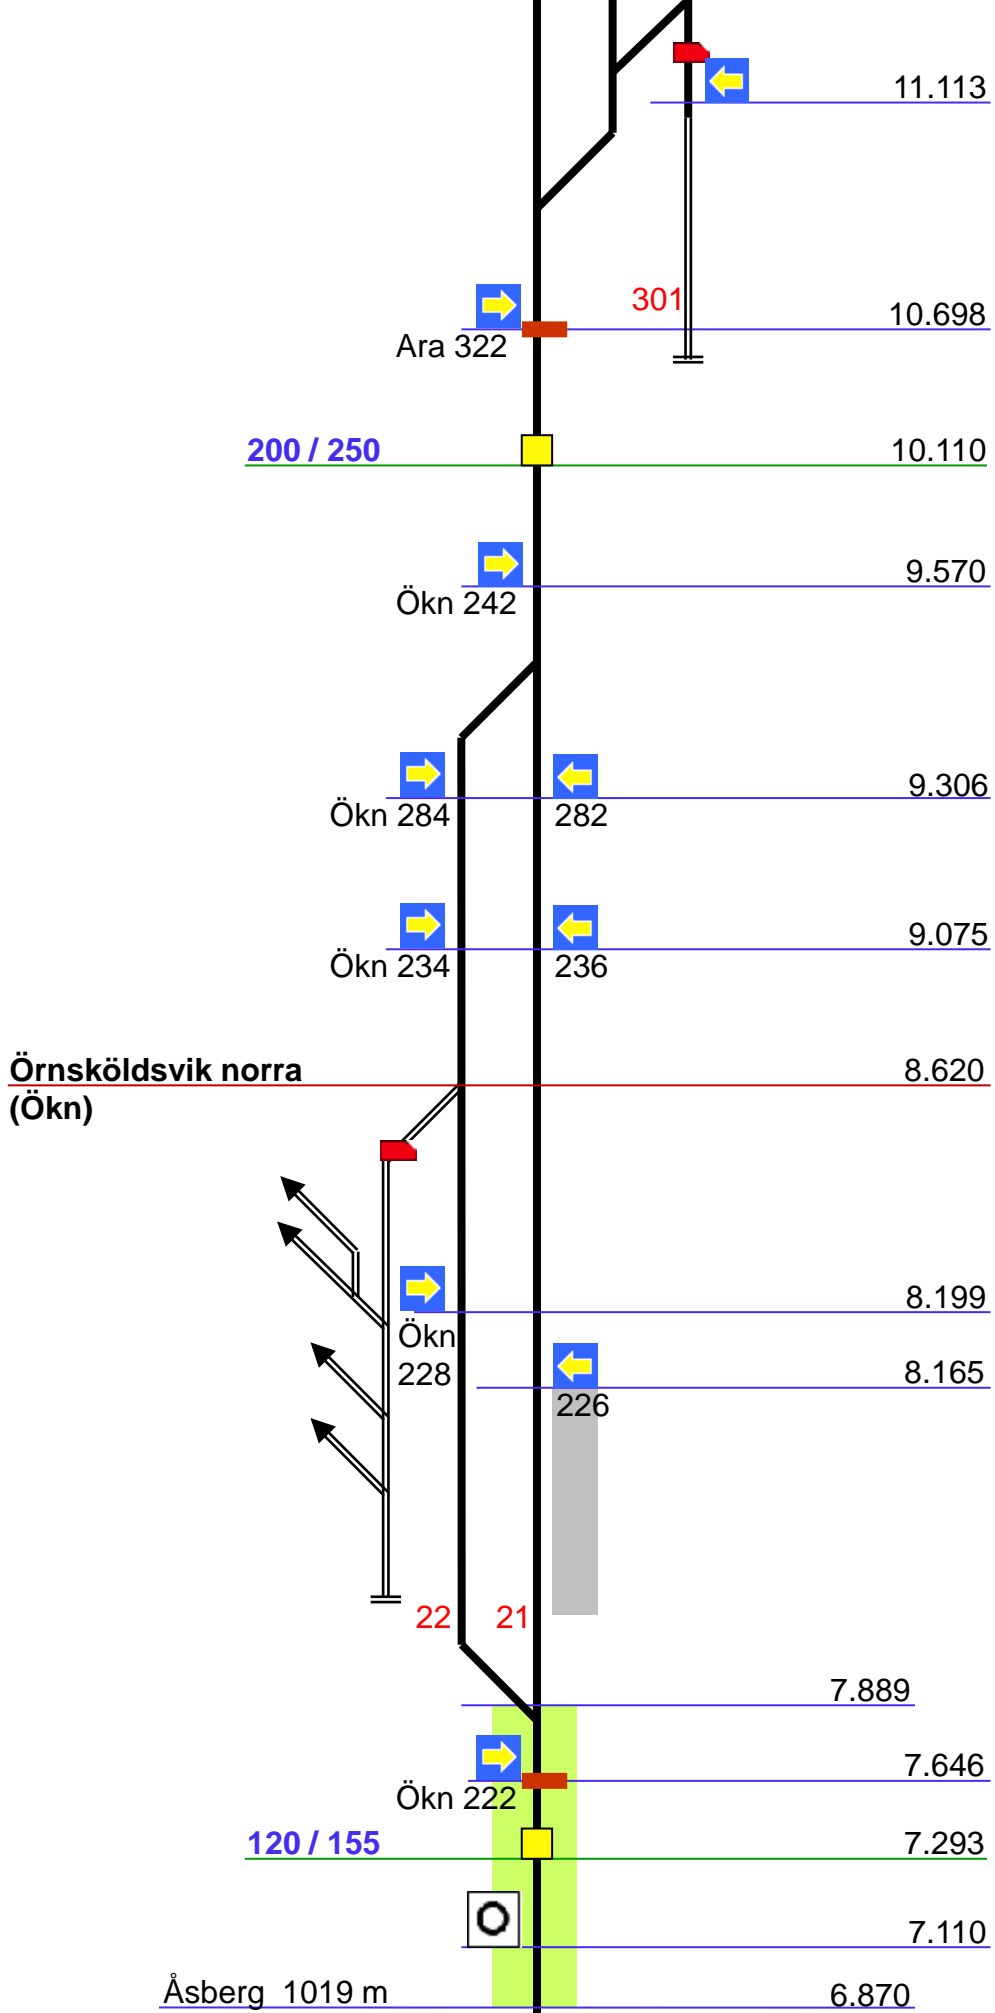 11.113
301
10.698
Ara 322
200 / 250
10.110
9.570
Ökn 242
9.306
Ökn 284
282
9.075
Ökn 234
236
Örnsköldsvik norra
8.620
(Ökn)
8.199
Ökn
228
8.165
226
22
21
7.889
7.646
Ökn 222
120 / 155
7.293
O
7.110
Åsberg 1019 m
6.870